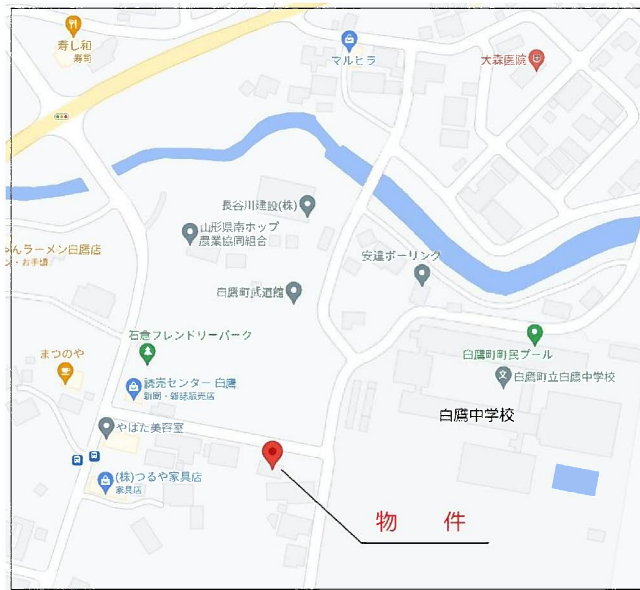 寿し和
寿司
マルヒラ
大森医院
長谷川建設(株)
山形県南ホップ
農業協同組合
んラーメン白鷹店
ン・お手頃
安達ボーリング
白鷹町武道館
石倉フレンドリーパーク
白鷹町町民プール
まつのや
読売センター 白鷹
新聞・雑誌販売店
白鷹町立白鷹中学校
白鷹中学校
やはた美容室
(株)つるや家具店
家具店
物 件